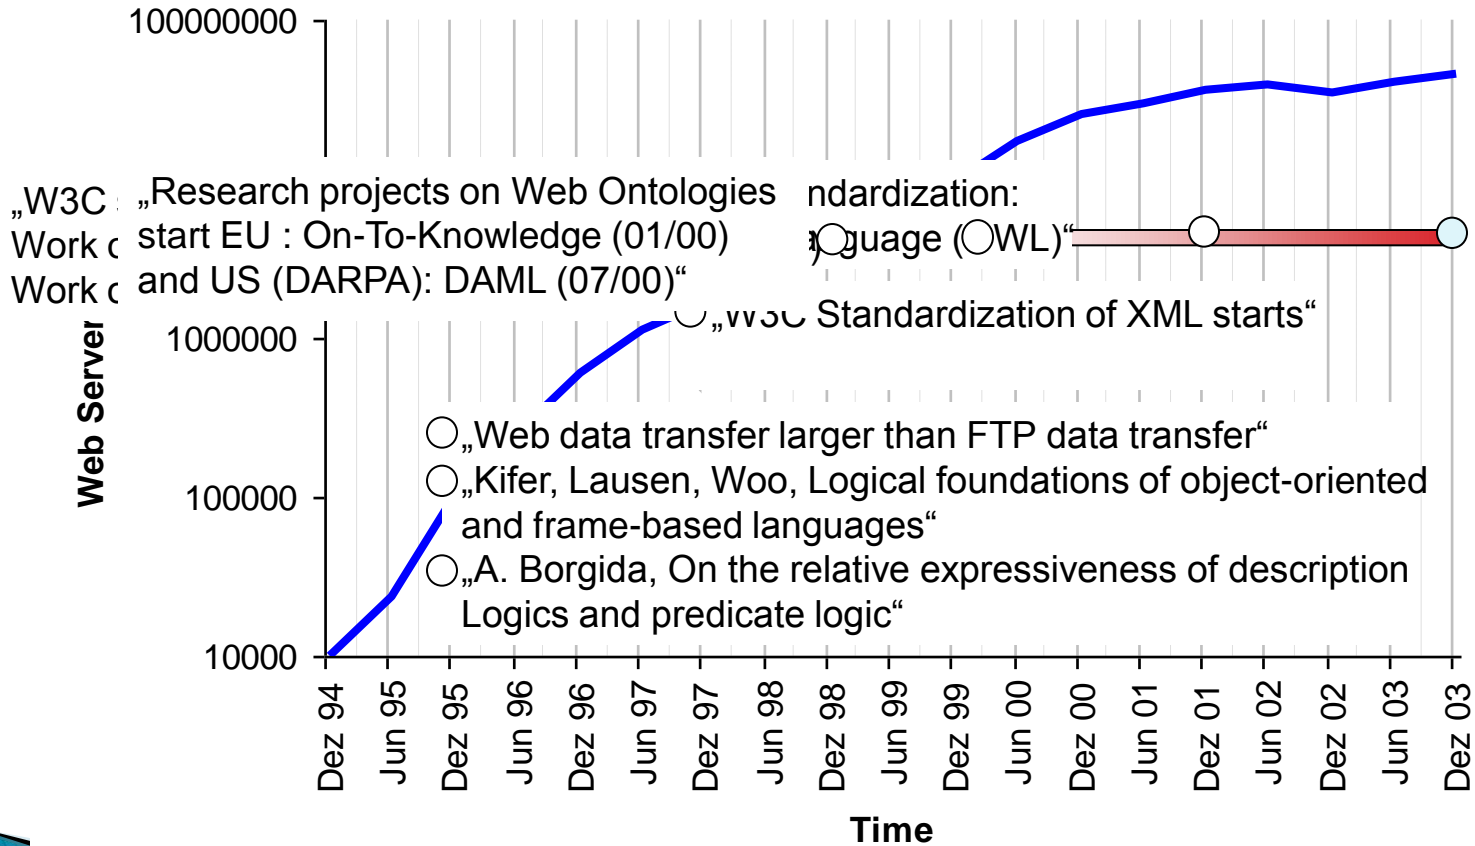 100000000
„W3C
Work
Work
„Research projects on Web Ontologies
start EU : On-To-Knowledge (01/00)
and US (DARPA): DAML (07/00)“
ndardization:
guage ( WL)“
„W3C Standardization of XML starts“
1000000
Web Server
„Web data transfer larger than FTP data transfer“
„Kifer, Lausen, Woo, Logical foundations of object-oriented
and frame-based languages“
100000
„A. Borgida, On the relative expressiveness of description
Logics and predicate logic“
10000
Dez 94
Jun 95
Dez 95
Jun 96
Dez 96
Jun 97
Dez 97
Jun 98
Dez 98
Jun 99
Dez 99
Jun 00
Dez 00
Jun 01
Dez 01
Jun 02
Dez 02
Jun 03
Dez 03
Time